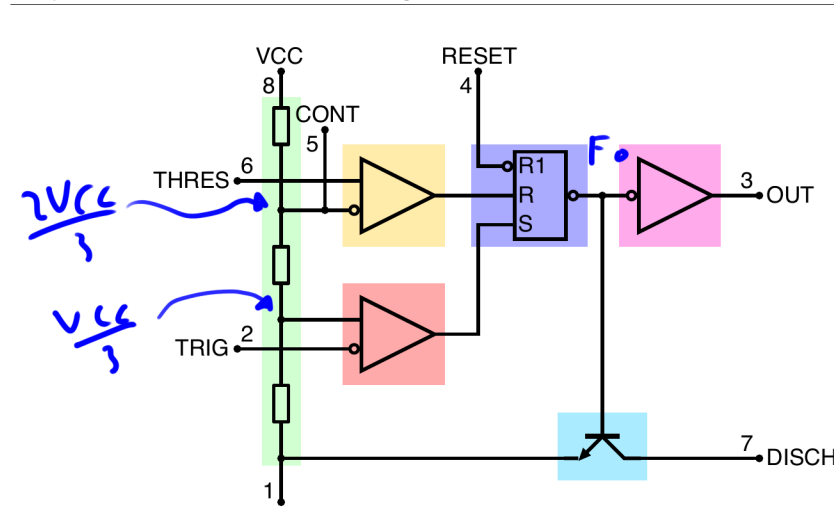 VCC
8
CONT
5
RESET
4
THRES
6
R1
R
S
3
OUT
2VCC
3
VCC
3
TRIG
2
7
DISCH
1